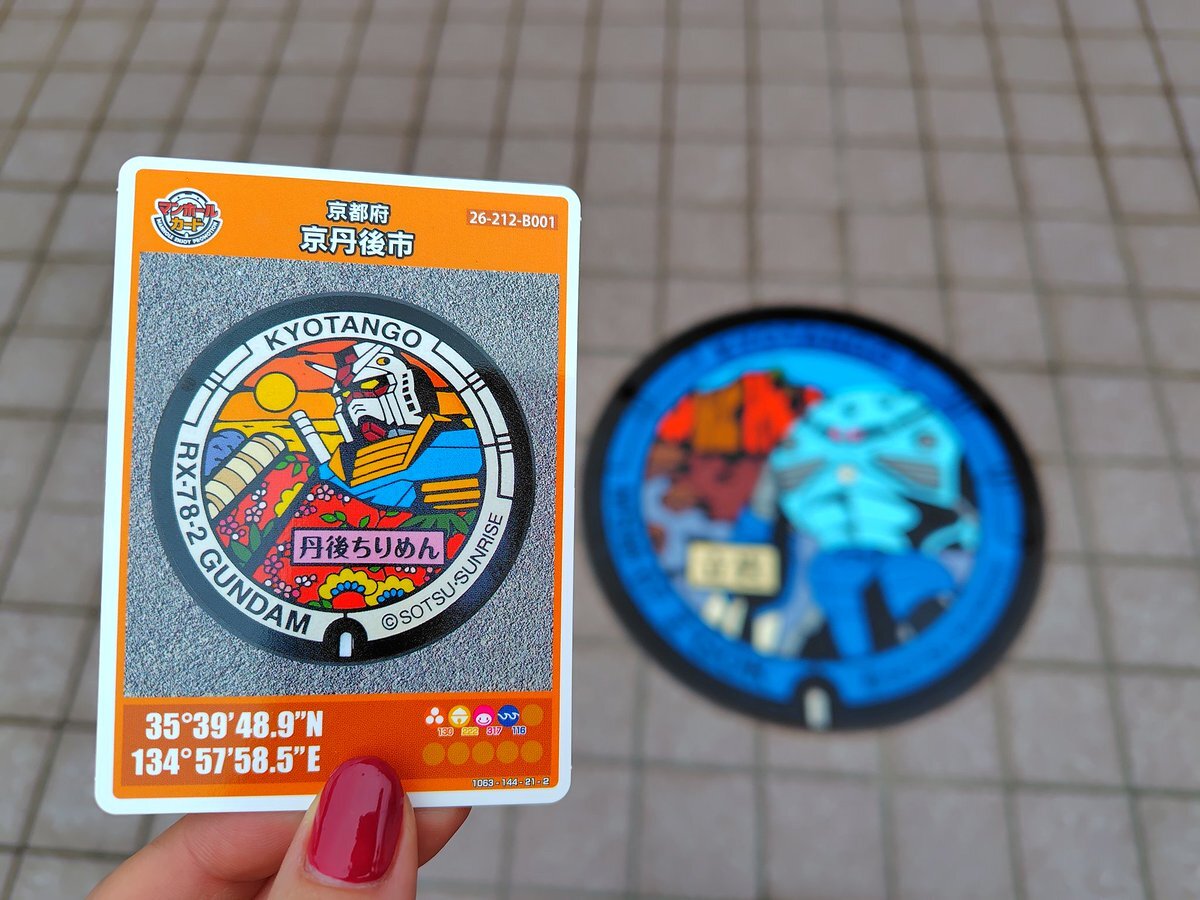 マンホール
カード
京都府
京丹後市
26-212-B001
KYOTANGO
RX-78-2 GUNDAM
丹後ちりめん
©SOTSU・SUNRISE
35°39'48.9"N
134°57'58.5"E
317
116
1063-144-21-2